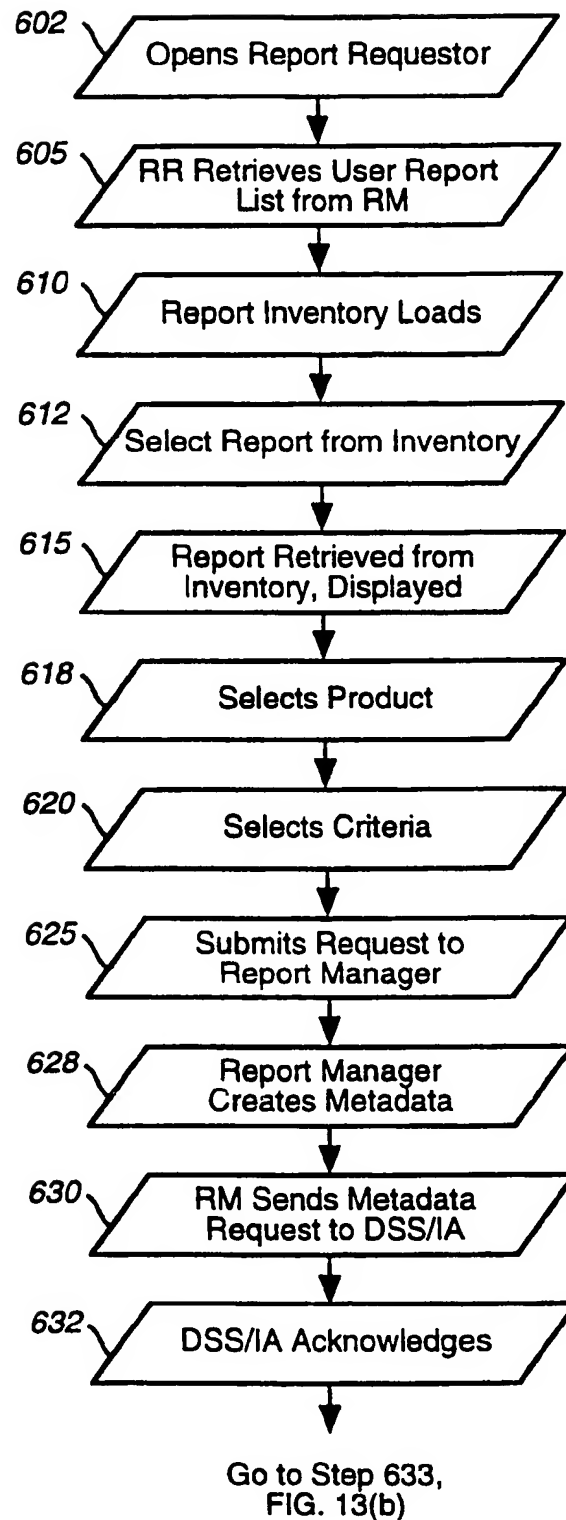 602
Opens Report Requestor
605
RR Retrieves User Report
List from RM
610
Report Inventory Loads
612
Select Report from Inventory
615
Report Retrieved from
Inventory, Displayed
618
Selects Product
620
Selects Criteria
625
Submits Request to
Report Manager
628
Report Manager
Creates Metadata
630
RM Sends Metadata
Request to DSS/IA
632
DSS/IA Acknowledges
Go to Step 633,
FIG. 13(b)